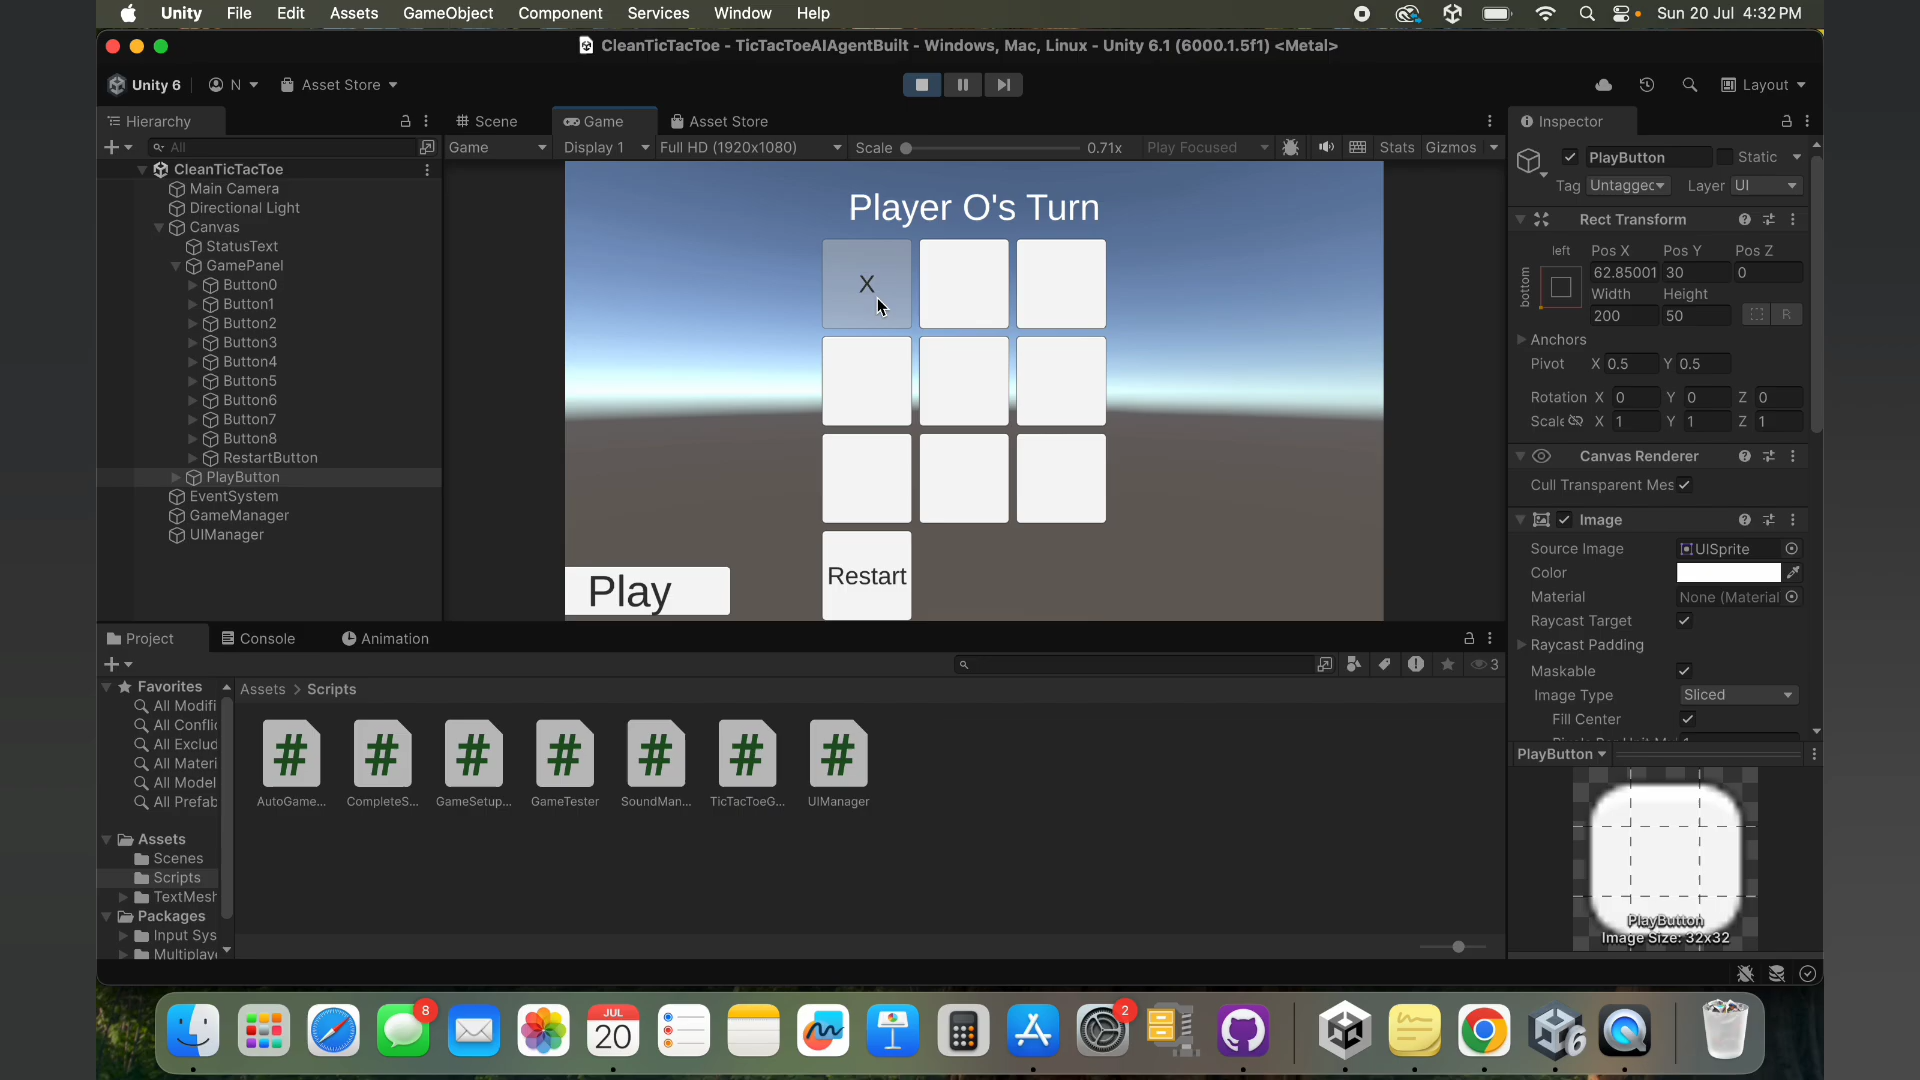 Unity File Edit Assets GameObject Component Services Window Help Sun 20 Jul 4:32 PM
CleanTicTacToe - TicTacToeAIAgentBuilt - Windows, Mac, Linux - Unity 6.1 (6000.1.5f1) <Metal>
Unity 6 N Asset Store Layout
Hierarchy
All
CleanTicTacToe
Main Camera
Directional Light
Canvas
StatusText
GamePanel
Button0
Button1
Button2
Button3
Button4
Button5
Button6
Button7
Button8
RestartButton
PlayButton
EventSystem
GameManager
UIManager
Scene Game Asset Store
Game Display 1 Full HD (1920x1080) Scale 0.71x Play Focused Stats Gizmos
Player O's Turn
X
Restart
Play
Inspector
PlayButton Static
Tag Untagged Layer UI
Rect Transform
left Pos X Pos Y Pos Z
bottom 62.85001 30 0
Width Height
200 50 R
Anchors
Pivot X 0.5 Y 0.5
Rotation X 0 Y 0 Z 0
Scale X 1 Y 1 Z 1
Canvas Renderer
Cull Transparent Mes
Image
Source Image UISprite
Color
Material None (Material
Raycast Target
Raycast Padding
Maskable
Image Type Sliced
Fill Center
PlayButton
PlayButton
Image Size: 32x32
Project Console Animation
3
Favorites
All Modifi
All Conflic
All Exclud
All Materi
All Model
All Prefab
Assets
Scenes
Scripts
TextMesh
Packages
Input Sys
Multiplay
Assets > Scripts
AutoGame... CompleteS... GameSetup... GameTester SoundMan... TicTacToeG... UIManager
8
JUL
20
2
6